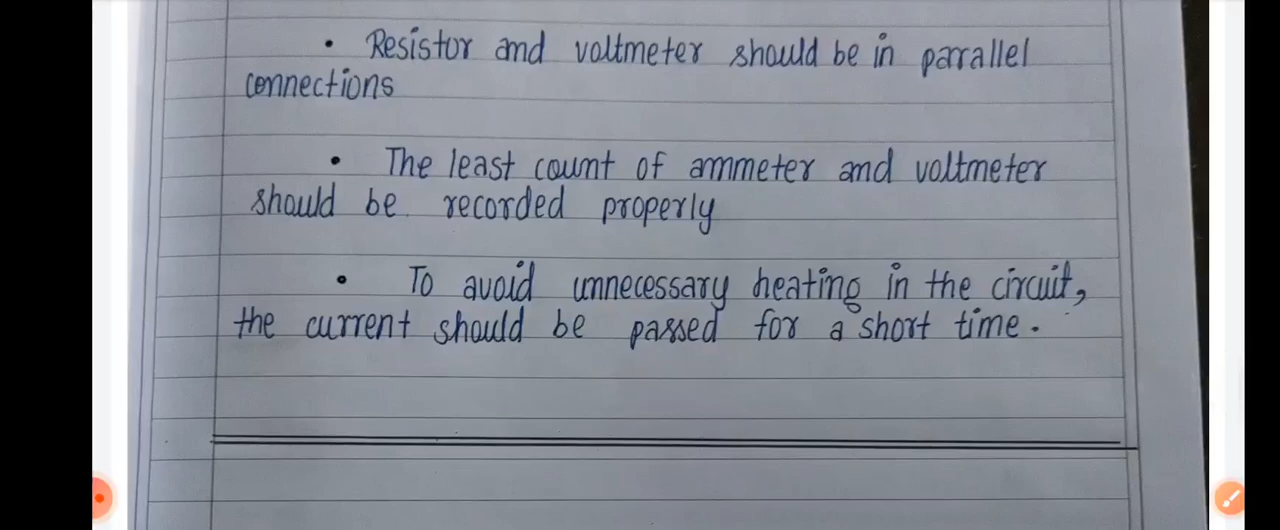 • Resistor and voltmeter should be in parallel
connections
• The least count of ammeter and voltmeter
should be recorded properly
• To avoid unnecessary heating in the circuit,
the current should be passed for a short time.